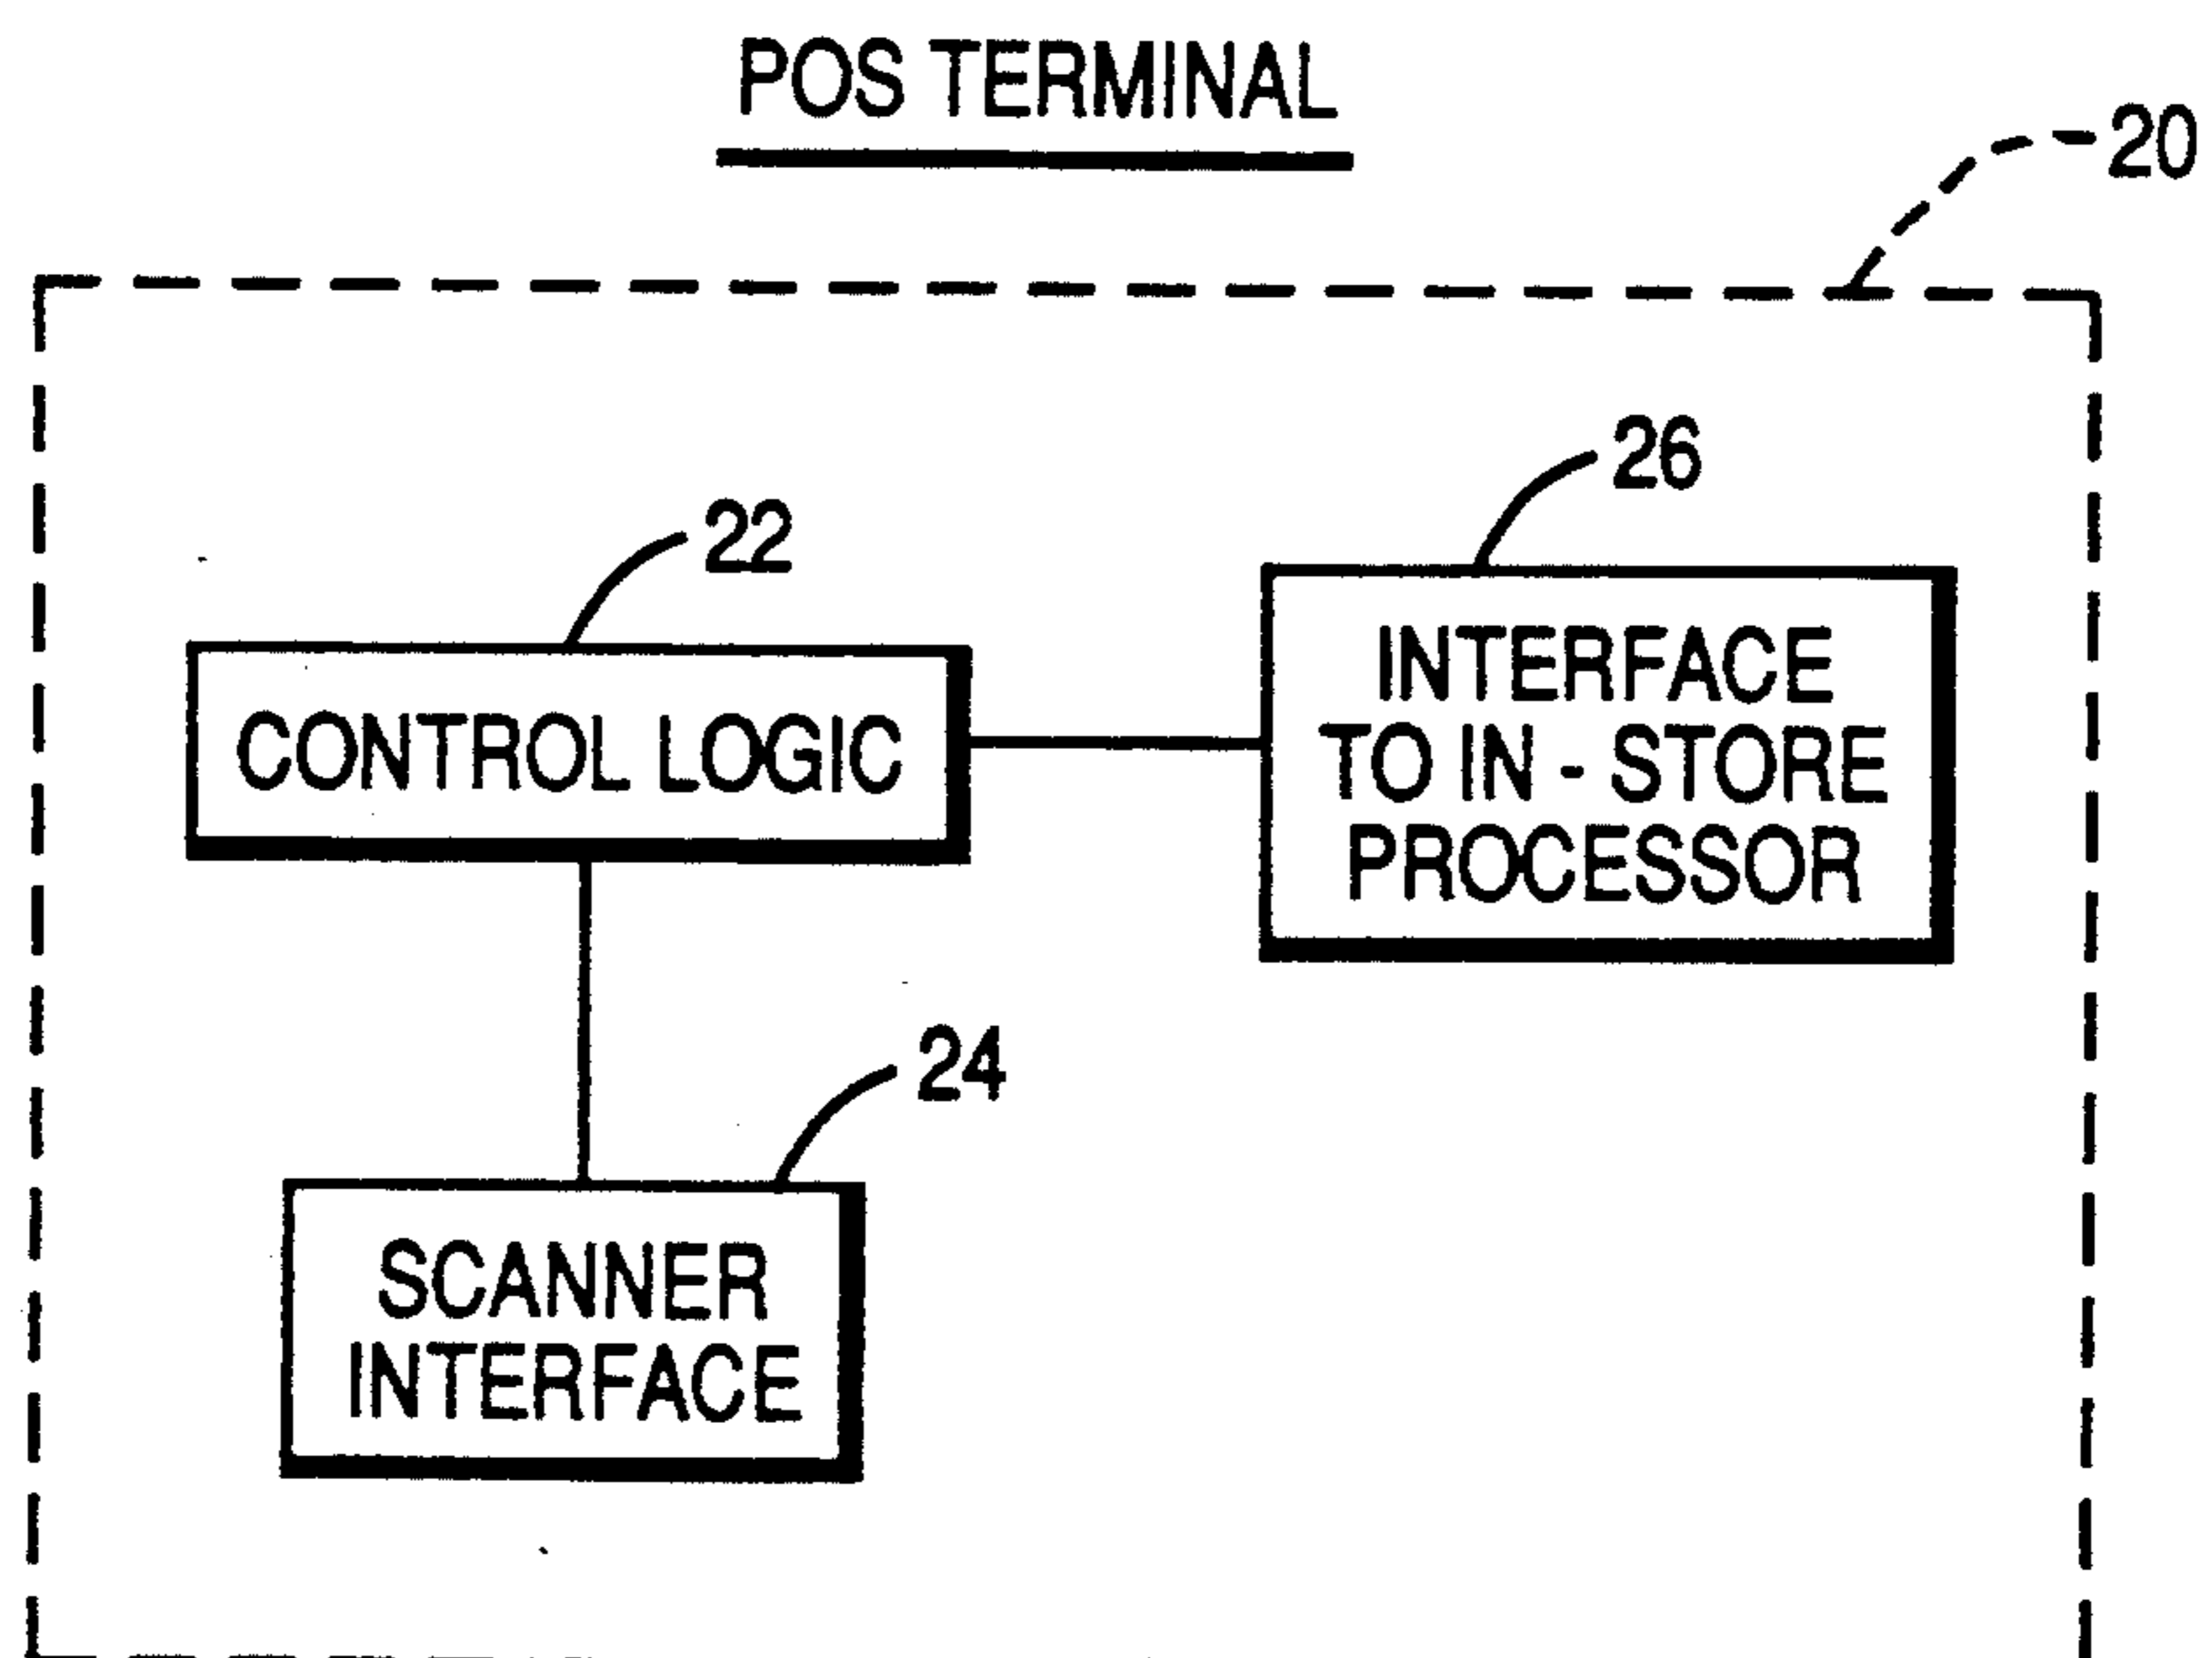 POS TERMINAL
20
26
22
INTERFACE
TO IN - STORE
PROCESSOR
CONTROL LOGIC
24
SCANNER
INTERFACE